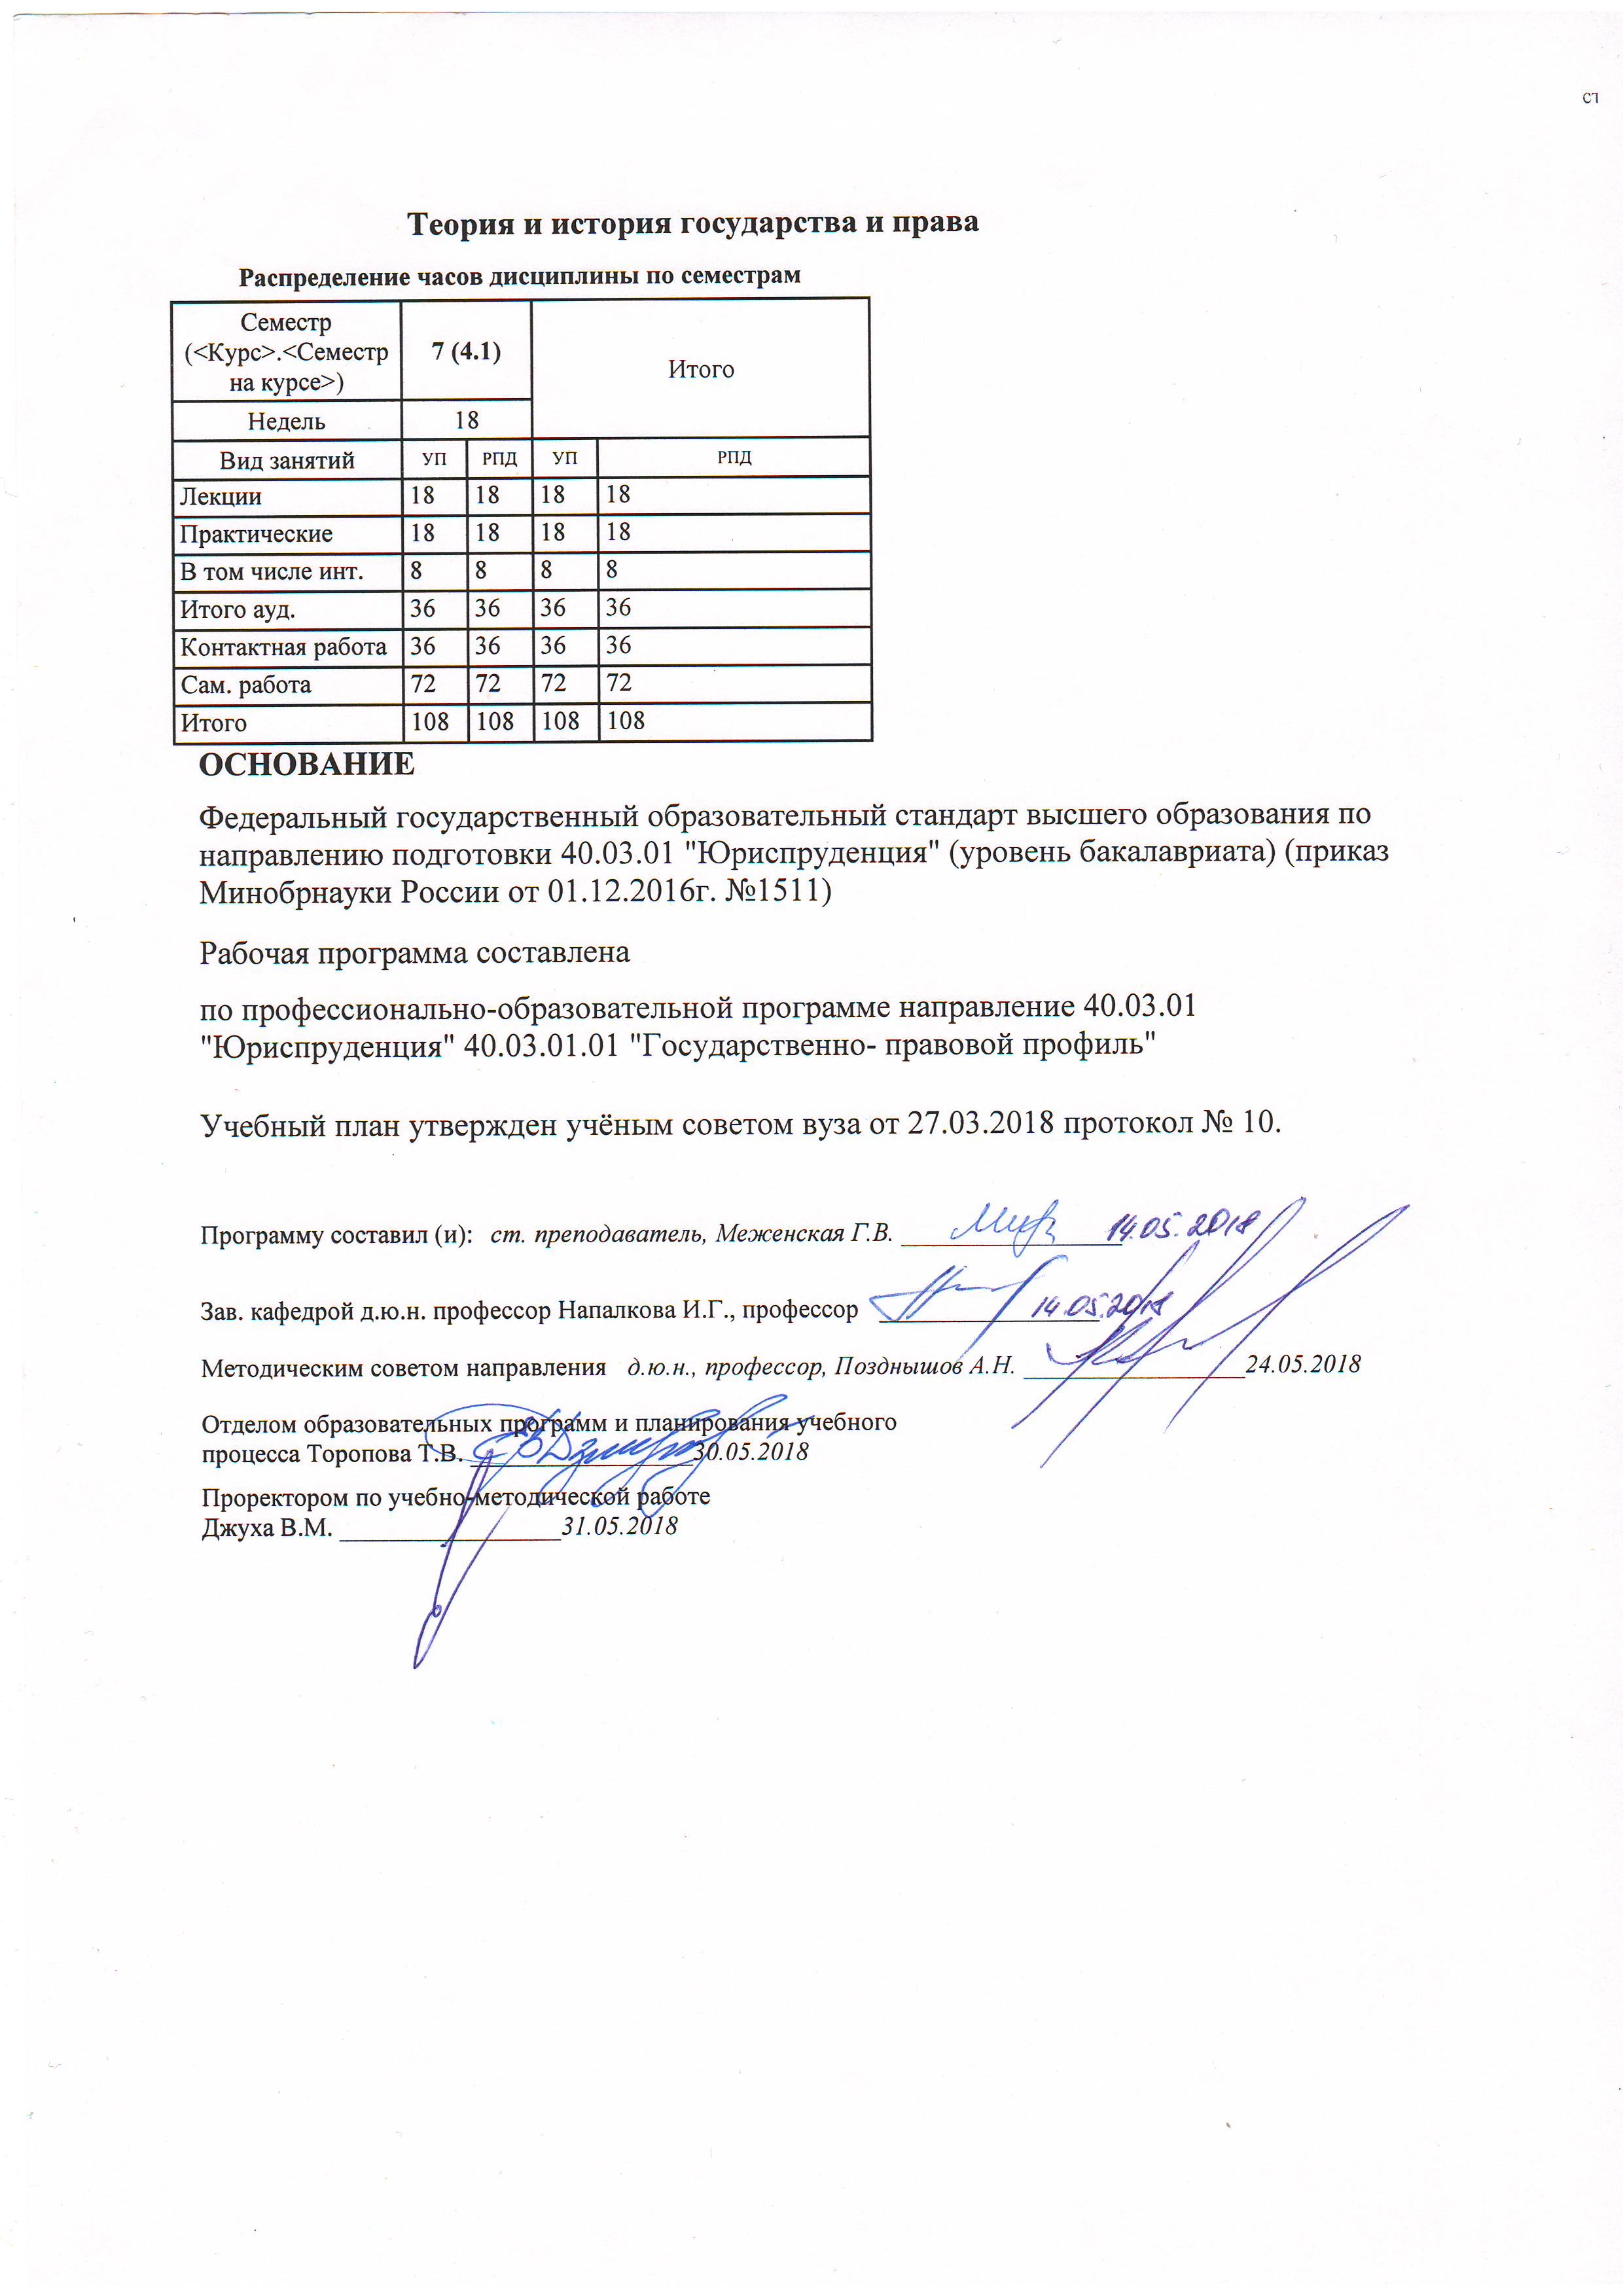 ст
Теория и история государства и права
Распределение часов дисциплины по семестрам
Семестр
(<Курс>.<Семестр
на курсе>)
7 (4.1)
Итого
Недель 18
Вид занятий УП РПД УП РПД
Лекции 18 18 18 18
Практические 18 18 18 18
В том числе инт. 8 8 8 8
Итого ауд. 36 36 36 36
Контактная работа 36 36 36 36
Сам. работа 72 72 72 72
Итого 108 108 108 108
ОСНОВАНИЕ
Федеральный государственный образовательный стандарт высшего образования по
направлению подготовки 40.03.01 "Юриспруденция" (уровень бакалавриата) (приказ
Минобрнауки России от 01.12.2016г. №1511)
Рабочая программа составлена
по профессионально-образовательной программе направление 40.03.01
"Юриспруденция" 40.03.01.01 "Государственно- правовой профиль"
Учебный план утвержден учёным советом вуза от 27.03.2018 протокол № 10.
Программу составил (и): ст. преподаватель, Меженская Г.В. 14.05.2018
Зав. кафедрой д.ю.н. профессор Напалкова И.Г., профессор 14.05.2018
Методическим советом направления д.ю.н., профессор, Позднышов А.Н. 24.05.2018
Отделом образовательных программ и планирования учебного
процесса Торопова Т.В. 30.05.2018
Проректором по учебно-методической работе
Джуха В.М. 31.05.2018